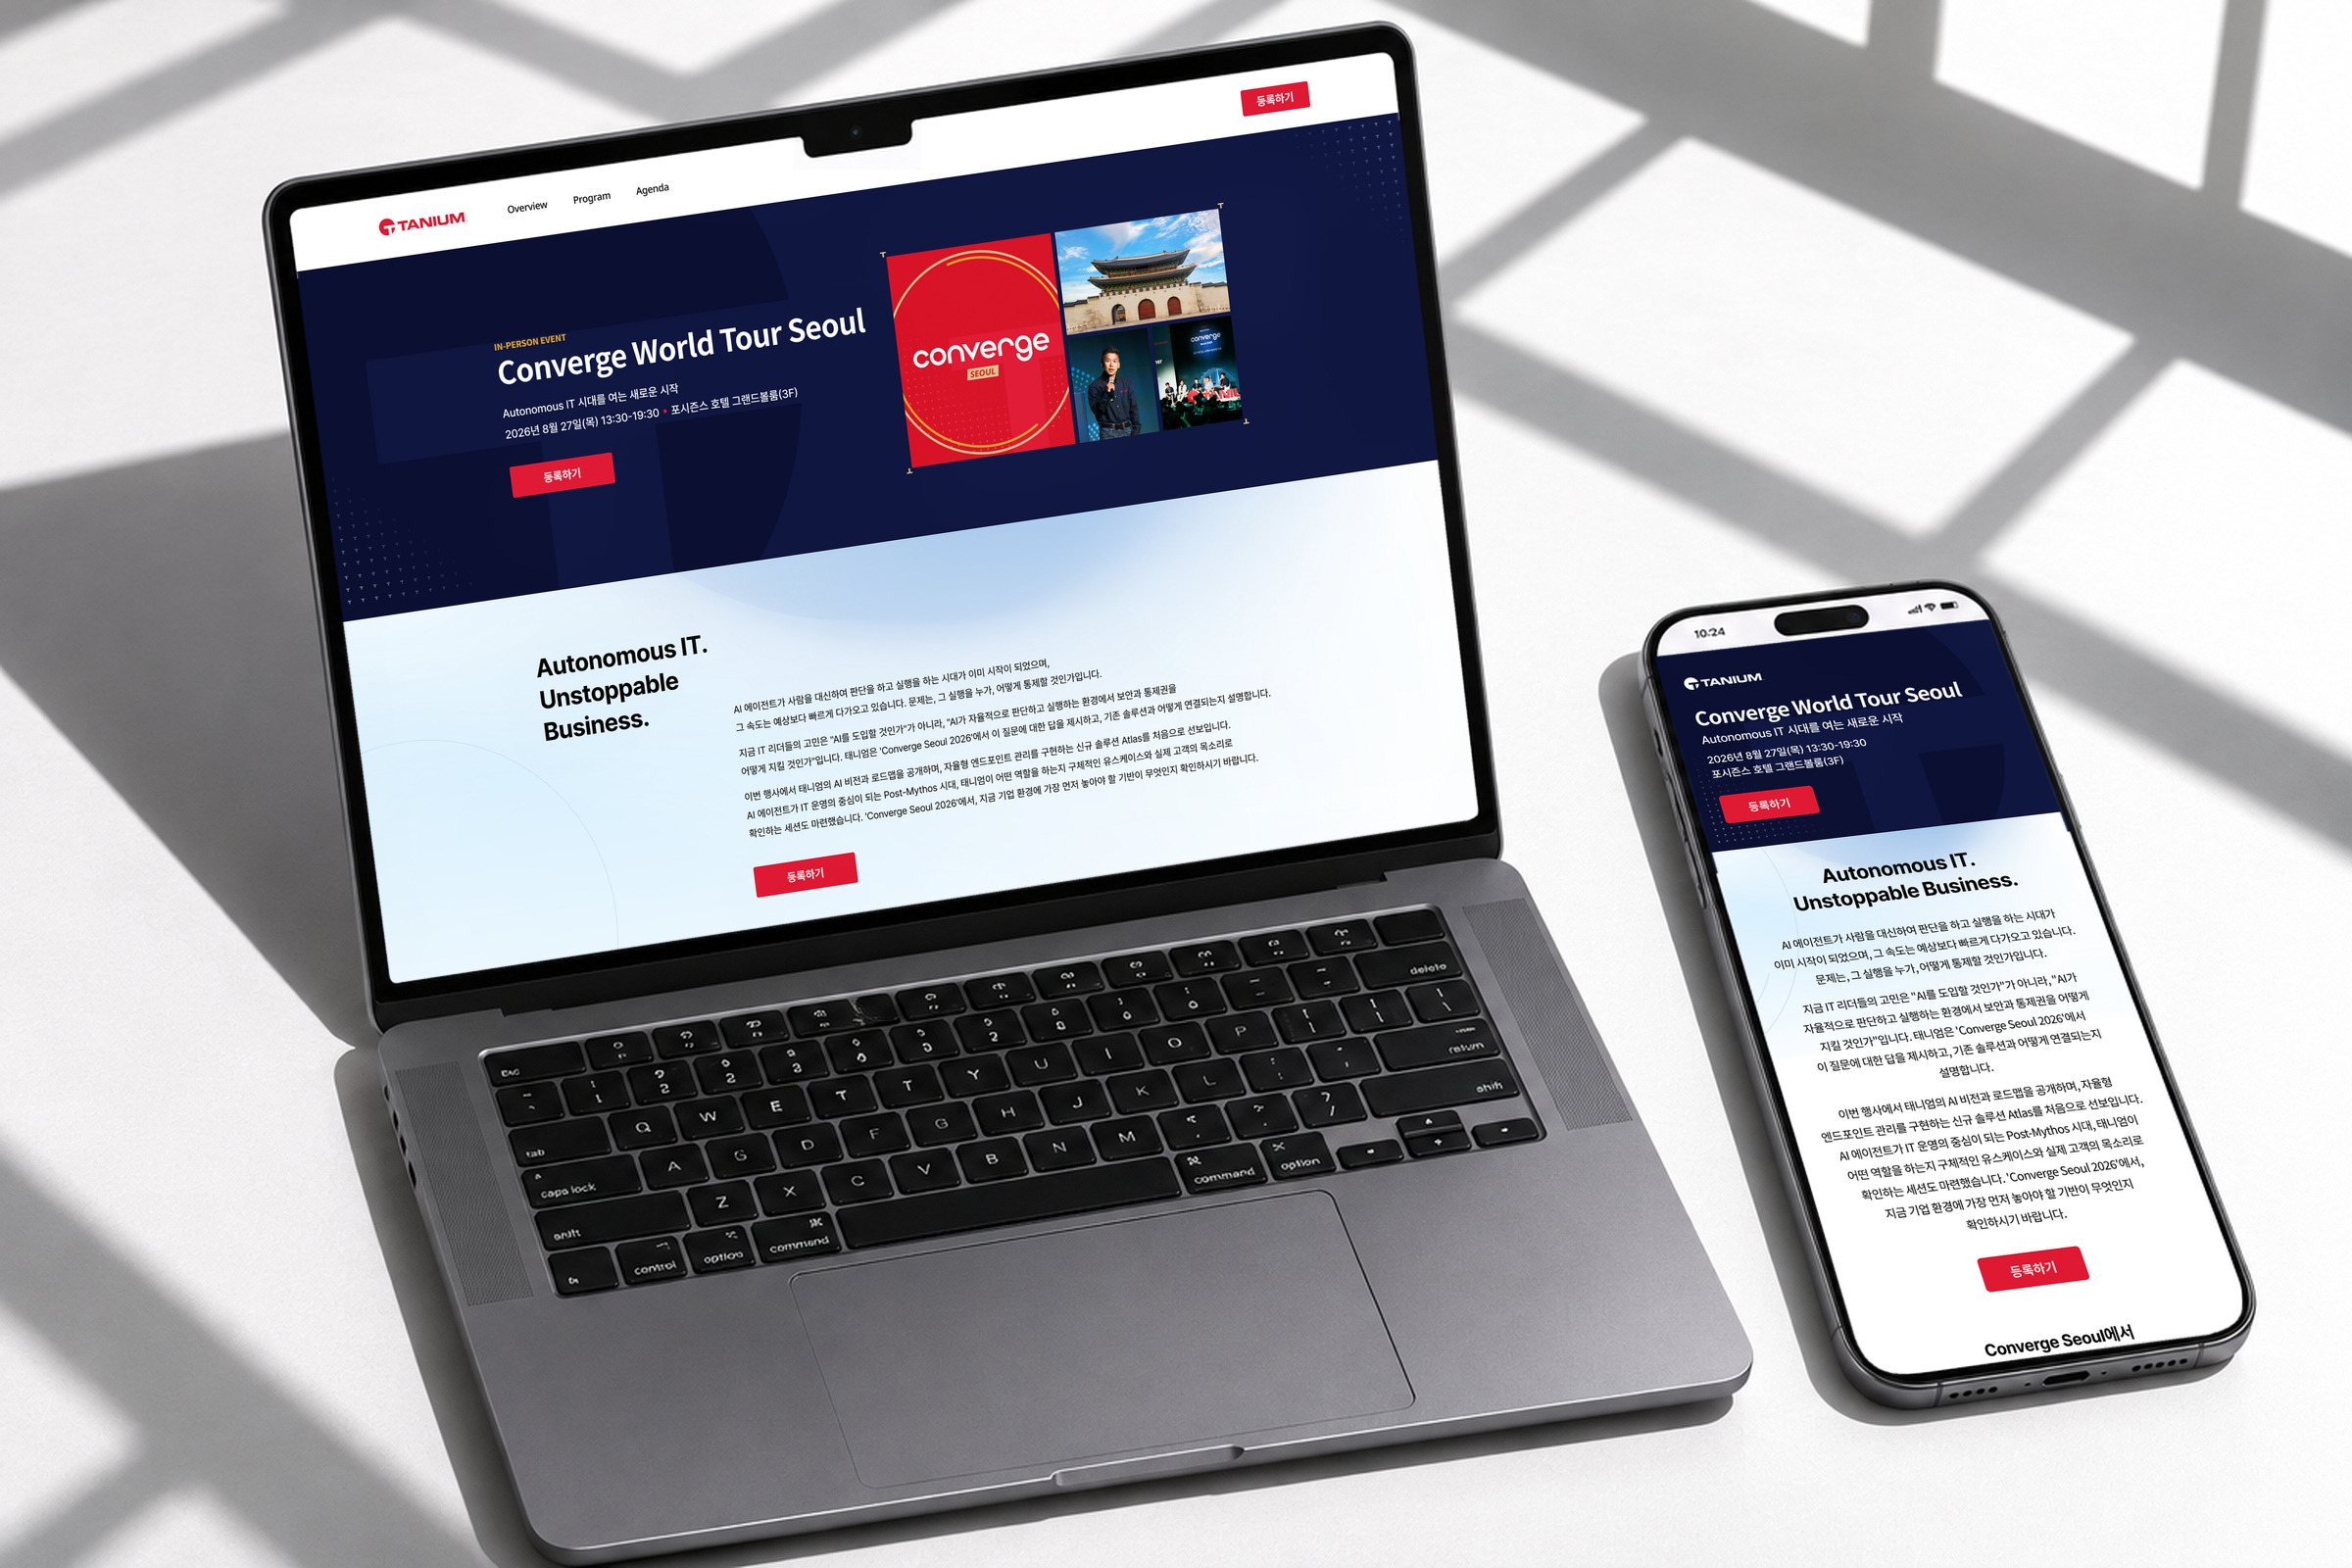 등록하기
TANIUM
Overview
Program
Agenda
IN-PERSON EVENT
Converge World Tour Seoul
Autonomous IT 시대를 여는 새로운 시작
2026년 8월 27일(목) 13:30-19:30 • 포시즌스 호텔 그랜드볼룸(3F)
등록하기
converge
SEOUL
converge
Autonomous IT.
Unstoppable
Business.
AI 에이전트가 사람을 대신하여 판단을 하고 실행을 하는 시대가 이미 시작이 되었으며,
그 속도는 예상보다 빠르게 다가오고 있습니다. 문제는, 그 실행을 누가, 어떻게 통제할 것인가입니다.
지금 IT 리더들의 고민은 "AI를 도입할 것인가"가 아니라, "AI가 자율적으로 판단하고 실행하는 환경에서 보안과 통제권을
어떻게 지킬 것인가"입니다. 태니엄은 'Converge Seoul 2026'에서 이 질문에 대한 답을 제시하고, 기존 솔루션과 어떻게 연결되는지 설명합니다.
이번 행사에서 태니엄의 AI 비전과 로드맵을 공개하며, 자율형 엔드포인트 관리를 구현하는 신규 솔루션 Atlas를 처음으로 선보입니다.
AI 에이전트가 IT 운영의 중심이 되는 Post-Mythos 시대, 태니엄이 어떤 역할을 하는지 구체적인 유스케이스와 실제 고객의 목소리로
확인하는 세션도 마련했습니다. 'Converge Seoul 2026'에서, 지금 기업 환경에 가장 먼저 놓아야 할 기반이 무엇인지 확인하시기 바랍니다.
등록하기
delete
tab
Q W E T T Y U I O P
return
caps lock
A G D F G H J K L
shift
Z X C V B N M
control
option
command
command
option
10:24
TANIUM
Converge World Tour Seoul
Autonomous IT 시대를 여는 새로운 시작
2026년 8월 27일(목) 13:30-19:30
포시즌스 호텔 그랜드볼룸(3F)
등록하기
Autonomous IT.
Unstoppable Business.
AI 에이전트가 사람을 대신하여 판단을 하고 실행을 하는 시대가
이미 시작이 되었으며, 그 속도는 예상보다 빠르게 다가오고 있습니다.
문제는, 그 실행을 누가, 어떻게 통제할 것인가입니다.
지금 IT 리더들의 고민은 "AI를 도입할 것인가"가 아니라, "AI가
자율적으로 판단하고 실행하는 환경에서 보안과 통제권을 어떻게
지킬 것인가"입니다. 태니엄은 'Converge Seoul 2026'에서
이 질문에 대한 답을 제시하고, 기존 솔루션과 어떻게 연결되는지
설명합니다.
이번 행사에서 태니엄의 AI 비전과 로드맵을 공개하며, 자율형
엔드포인트 관리를 구현하는 신규 솔루션 Atlas를 처음으로 선보입니다.
AI 에이전트가 IT 운영의 중심이 되는 Post-Mythos 시대, 태니엄이
어떤 역할을 하는지 구체적인 유스케이스와 실제 고객의 목소리로
확인하는 세션도 마련했습니다. 'Converge Seoul 2026'에서,
지금 기업 환경에 가장 먼저 놓아야 할 기반이 무엇인지
확인하시기 바랍니다.
등록하기
Converge Seoul에서